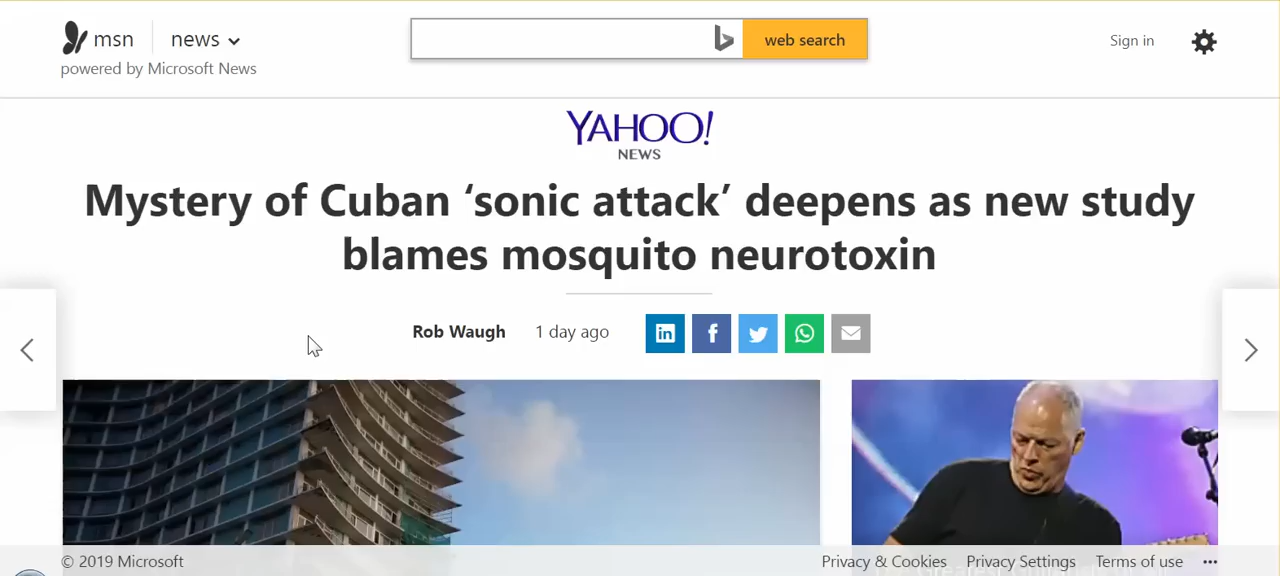 msn
news
powered by Microsoft News
web search
Sign in
YAHOO!
NEWS
Mystery of Cuban ‘sonic attack’ deepens as new study
blames mosquito neurotoxin
Rob Waugh 1 day ago
in f
© 2019 Microsoft
Privacy & Cookies Privacy Settings Terms of use ...